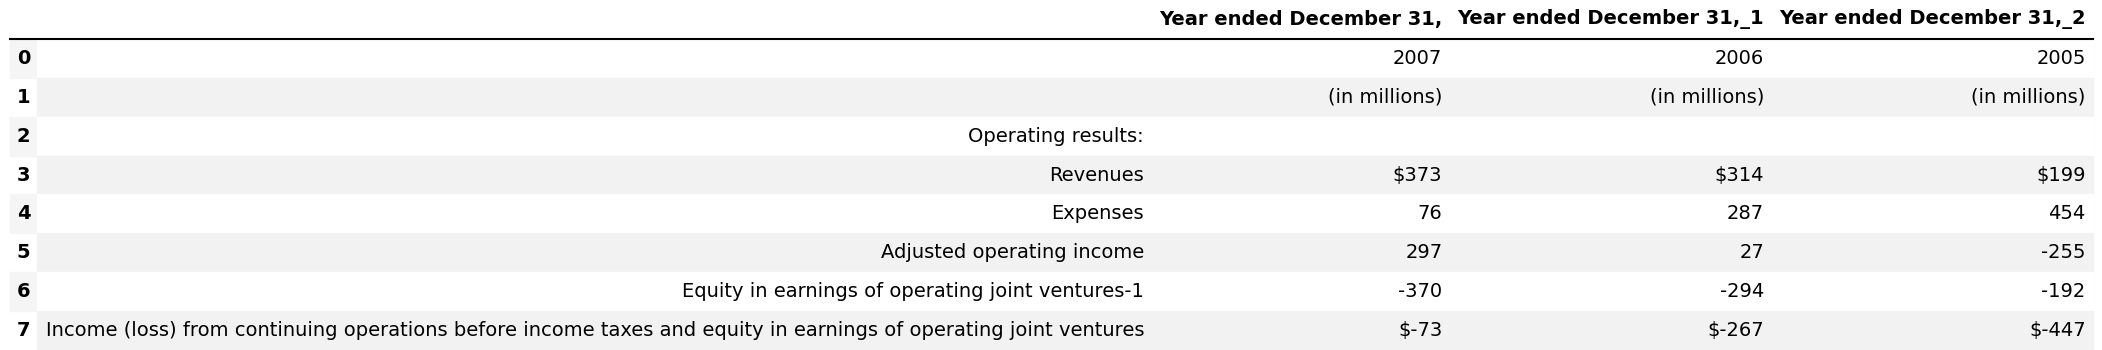 Year ended December 31, Year ended December 31,_1 Year ended December 31,_2
0 2007 2006 2005
1 (in millions) (in millions) (in millions)
2 Operating results:
3 Revenues $373 $314 $199
4 Expenses 76 287 454
5 Adjusted operating income 297 27 -255
6 Equity in earnings of operating joint ventures-1 -370 -294 -192
7 Income (loss) from continuing operations before income taxes and equity in earnings of operating joint ventures $-73 $-267 $-447